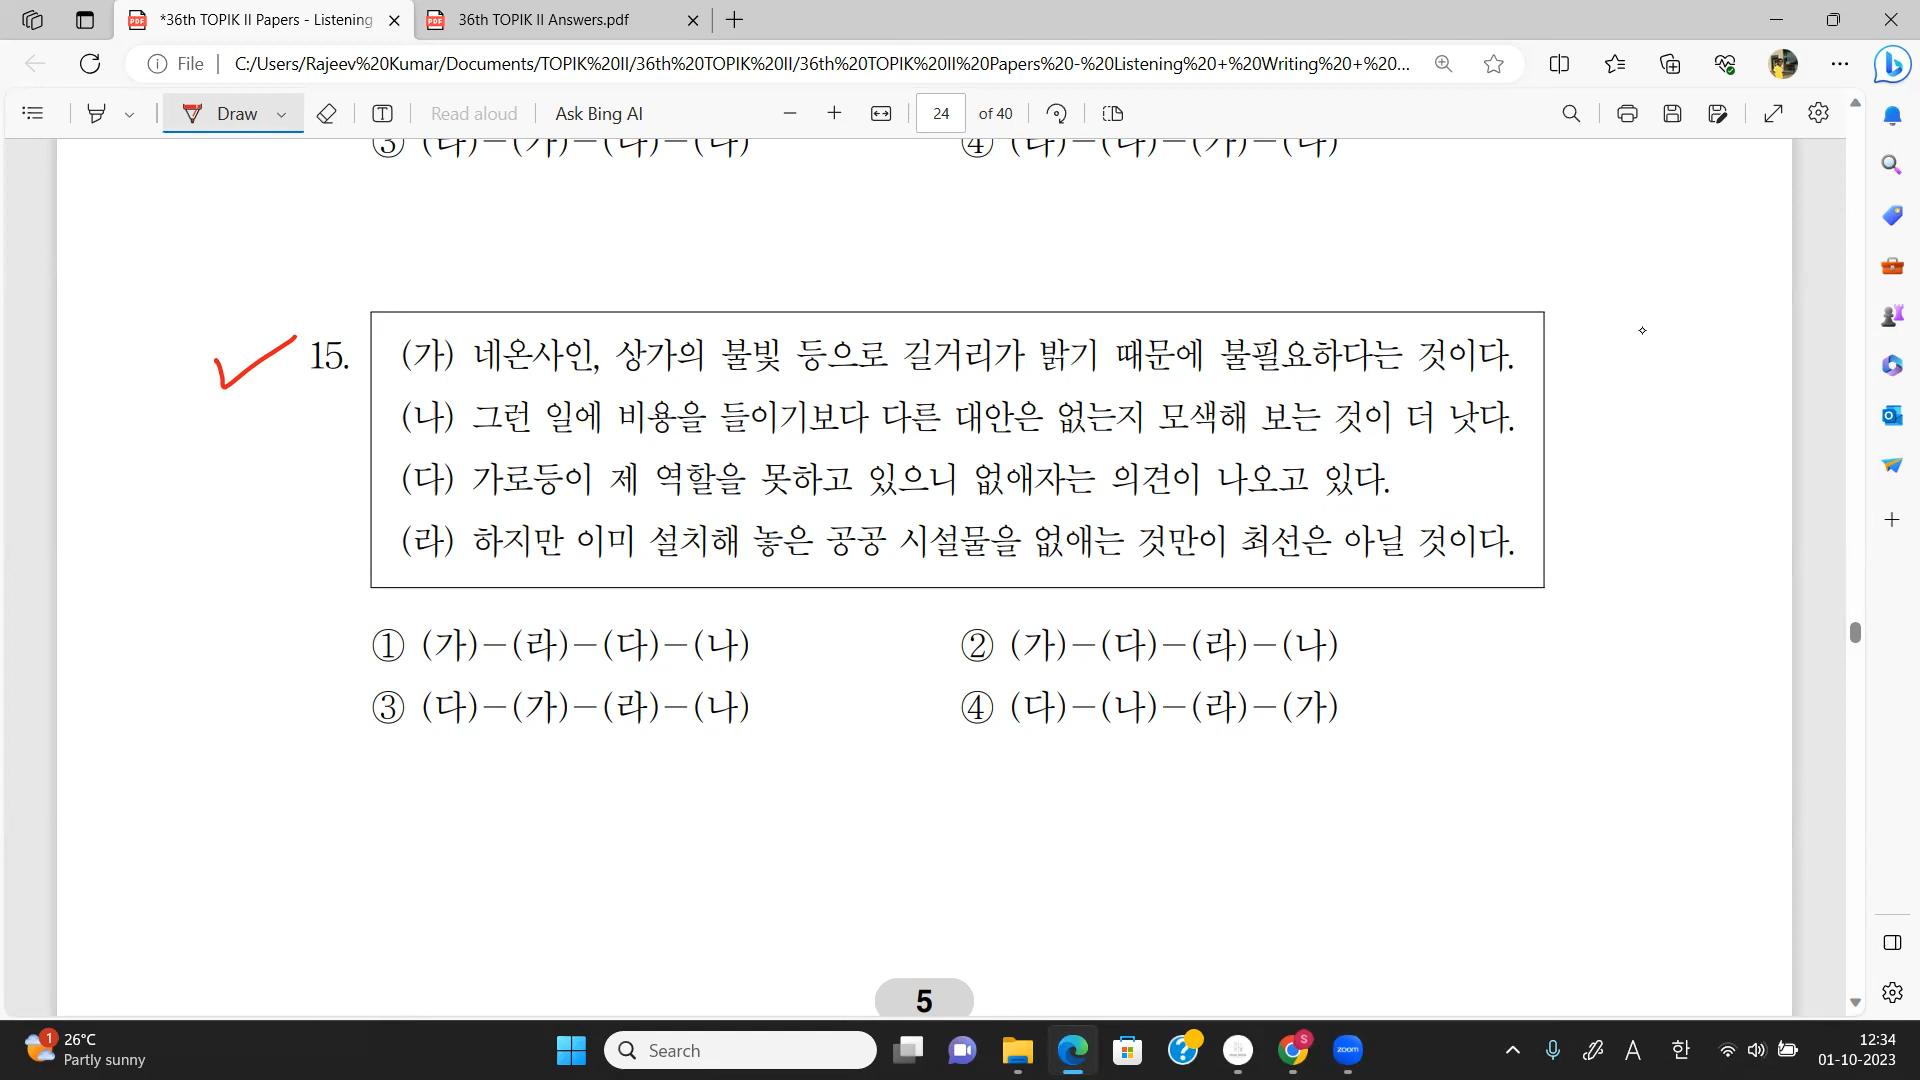 *36th TOPIK II Papers - Listening
36th TOPIK II Answers.pdf
File
C:/Users/Rajeev%20Kumar/Documents/TOPIK%20II/36th%20TOPIK%20II/36th%20TOPIK%20II%20Papers%20-%20Listening%20+%20Writing%20+%20...
Draw
Read aloud
Ask Bing AI
24
of 40
③ (다)-(가)-(라)-(나)
15.
(가) 네온사인, 상가의 불빛 등으로 길거리가 밝기 때문에 불필요하다는 것이다.
(나) 그런 일에 비용을 들이기보다 다른 대안은 없는지 모색해 보는 것이 더 낫다.
(다) 가로등이 제 역할을 못하고 있으니 없애자는 의견이 나오고 있다.
(라) 하지만 이미 설치해 놓은 공공 시설물을 없애는 것만이 최선은 아닐 것이다.
① (가)-(라)-(다)-(나)
② (가)-(다)-(라)-(나)
③ (다)-(가)-(라)-(나)
④ (다)-(나)-(라)-(가)
5
1
26°C
Partly sunny
Search
S
zoom
A
한
12:34
01-10-2023